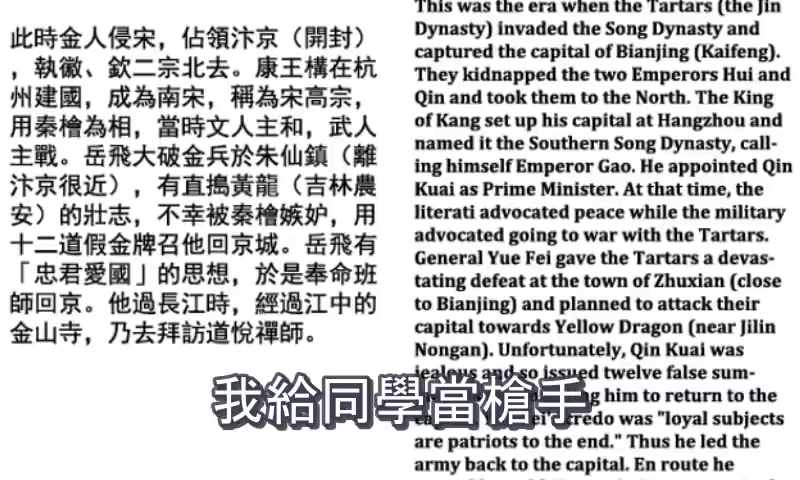 此時金人侵宋，佔領汴京（開封）
，執徽、欽二宗北去。康王構在杭
州建國，成為南宋，稱為宋高宗，
用秦檜為相，當時文人主和，武人
主戰。岳飛大破金兵於朱仙鎮（離
汴京很近），有直搗黃龍（吉林農
安）的壯志，不幸被秦檜嫉妒，用
十二道假金牌召他回京城。岳飛有
「忠君愛國」的思想，於是奉命班
師回京。他過長江時，經過江中的
金山寺，乃去拜訪道悅禪師。
This was the era when the Tartars (the Jin
Dynasty) invaded the Song Dynasty and
captured the capital of Bianjing (Kaifeng).
They kidnapped the two Emperors Hui and
Qin and took them to the North. The King
of Kang set up his capital at Hangzhou and
named it the Southern Song Dynasty, call-
ing himself Emperor Gao. He appointed Qin
Kuai as Prime Minister. At that time, the
literati advocated peace while the military
advocated going to war with the Tartars.
General Yue Fei gave the Tartars a devas-
tating defeat at the town of Zhuxian (close
to Bianjing) and planned to attack their
capital towards Yellow Dragon (near Jilin
Nongan). Unfortunately, Qin Kuai was
jealous and so issued twelve false sum-
him to return to the
credo was "loyal subjects
are patriots to the end." Thus he led the
army back to the capital. En route he
我給同學當槍手